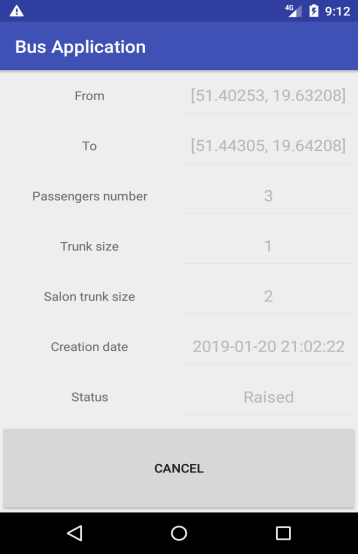 4G 9:12
Bus Application
From [51.40253, 19.63208]
To [51.44305, 19.64208]
Passengers number 3
Trunk size 1
Salon trunk size 2
Creation date 2019-01-20 21:02:22
Status Raised
CANCEL